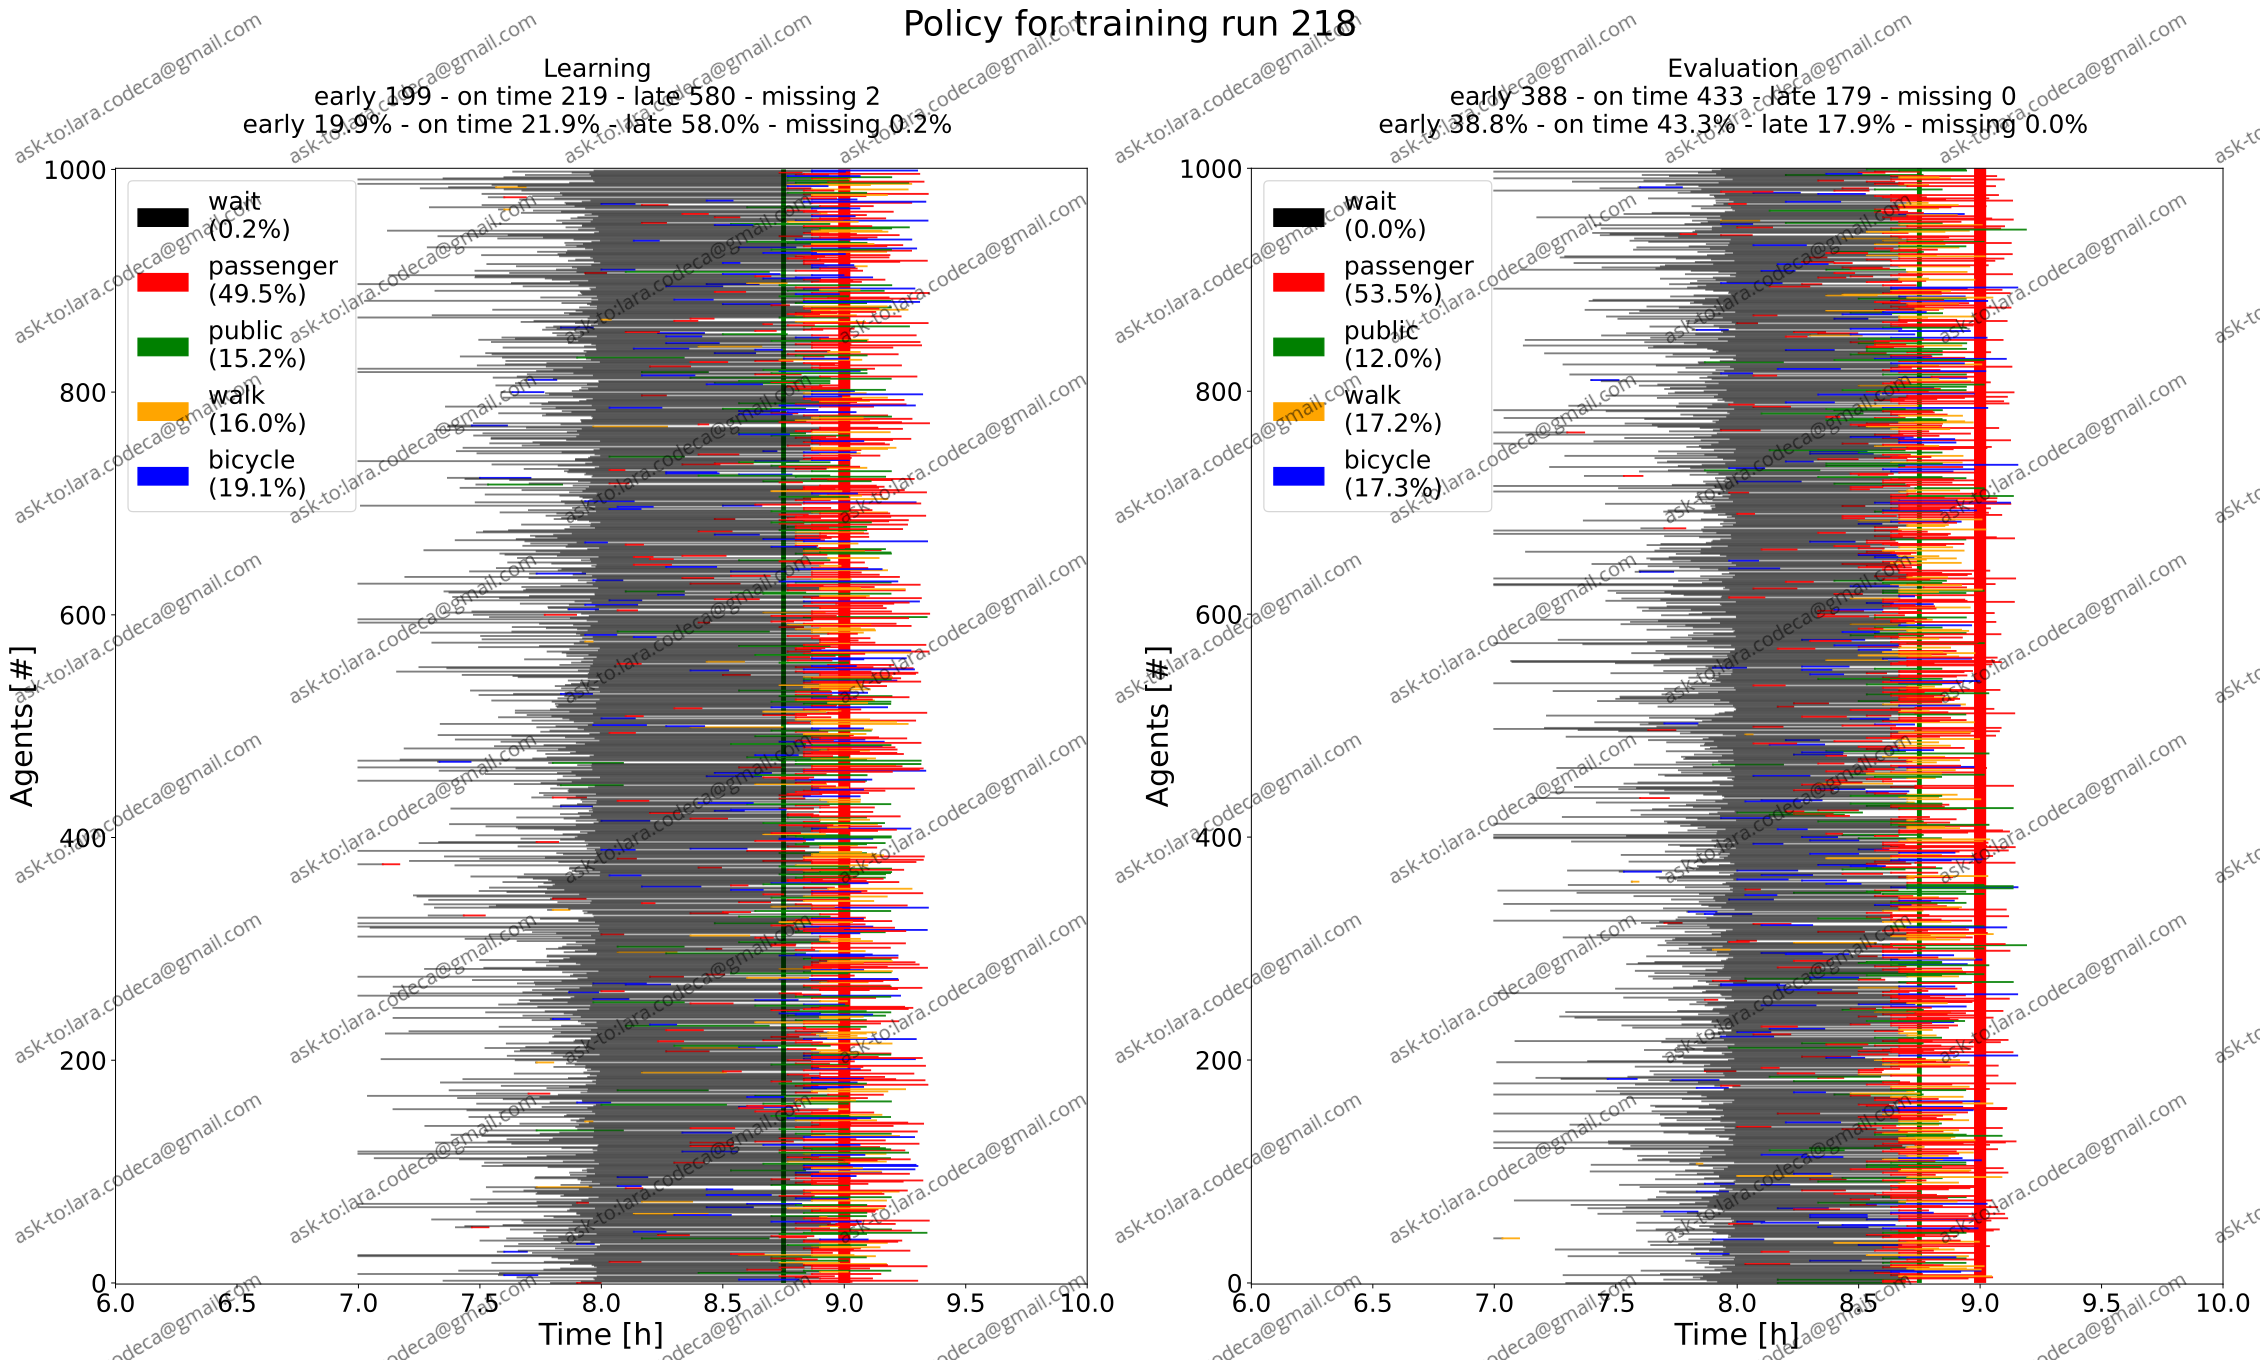 Policy for training run 218
Learning
early 199 - on time 219 - late 580 - missing 2
early 19.9% - on time 21.9% - late 58.0% - missing 0.2%
Evaluation
early 388 - on time 433 - late 179 - missing 0
early 38.8% - on time 43.3% - late 17.9% - missing 0.0%
1000
800
600
400
200
0
Agents [#]
wait
(0.2%)
passenger
(49.5%)
public
(15.2%)
walk
(16.0%)
bicycle
(19.1%)
6.0 6.5 7.0 7.5 8.0 8.5 9.0 9.5 10.0
Time [h]
1000
800
600
400
200
0
Agents [#]
wait
(0.0%)
passenger
(53.5%)
public
(12.0%)
walk
(17.2%)
bicycle
(17.3%)
6.0 6.5 7.0 7.5 8.0 8.5 9.0 9.5 10.0
Time [h]
ask-to:lara.codeca@gmail.com